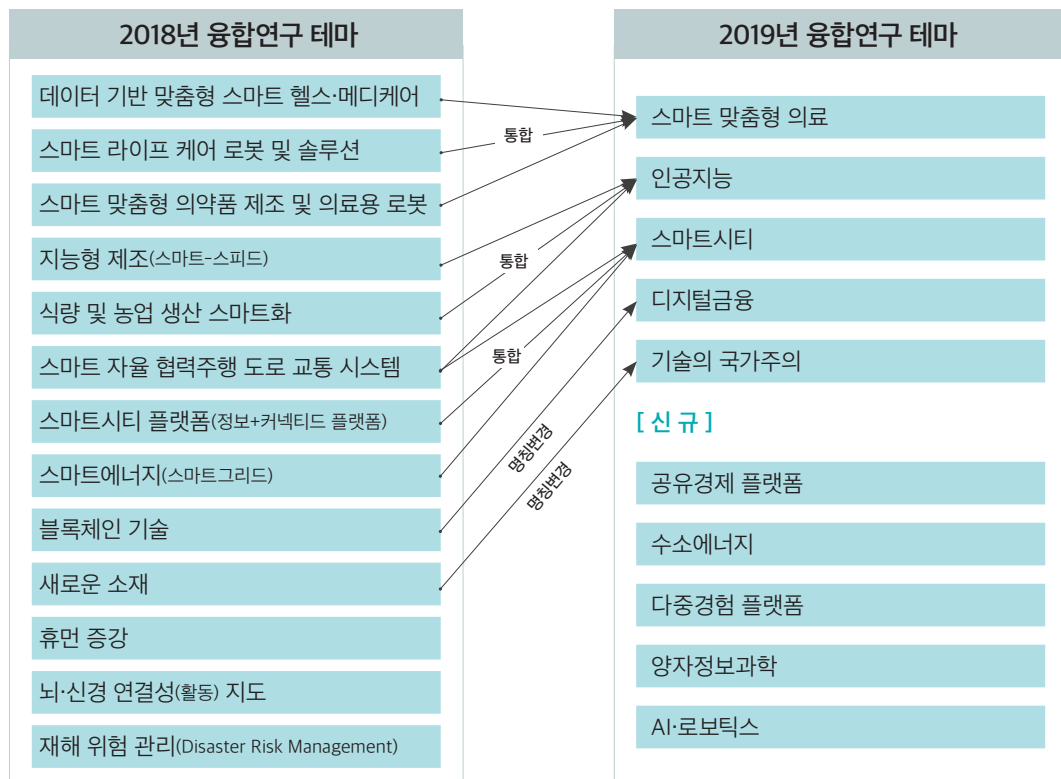 2018년 융합연구 테마
데이터 기반 맞춤형 스마트 헬스·메디케어
스마트 라이프 케어 로봇 및 솔루션
스마트 맞춤형 의약품 제조 및 의료용 로봇
지능형 제조(스마트-스피드)
식량 및 농업 생산 스마트화
스마트 자율 협력주행 도로 교통 시스템
스마트시티 플랫폼(정보+커넥티드 플랫폼)
스마트에너지(스마트그리드)
블록체인 기술
새로운 소재
휴먼 증강
뇌·신경 연결성(활동) 지도
재해 위험 관리(Disaster Risk Management)
통합
통합
통합
명칭변경
명칭변경
2019년 융합연구 테마
스마트 맞춤형 의료
인공지능
스마트시티
디지털금융
기술의 국가주의
[ 신 규 ]
공유경제 플랫폼
수소에너지
다중경험 플랫폼
양자정보과학
AI·로보틱스